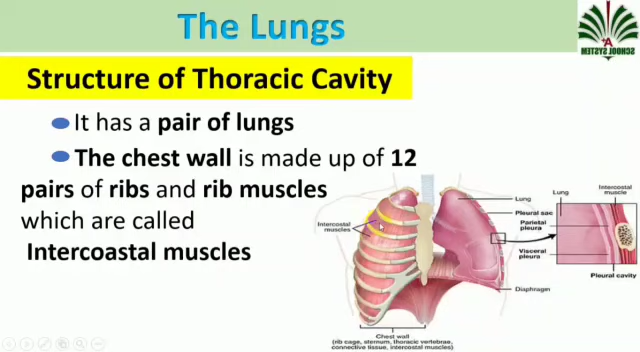 The Lungs
A+
SCHOOL SYSTEM
Structure of Thoracic Cavity
It has a pair of lungs
The chest wall is made up of 12
pairs of ribs and rib muscles
which are called
Intercoastal muscles
Intercostal
muscles
Lung
Pleural sac
Parietal
pleura
Visceral
pleura
Diaphragm
Chest wall
(rib cage, sternum, thoracic vertebrae,
connective tissue, intercostal muscles)
Lung
Intercostal
muscle
Pleural cavity